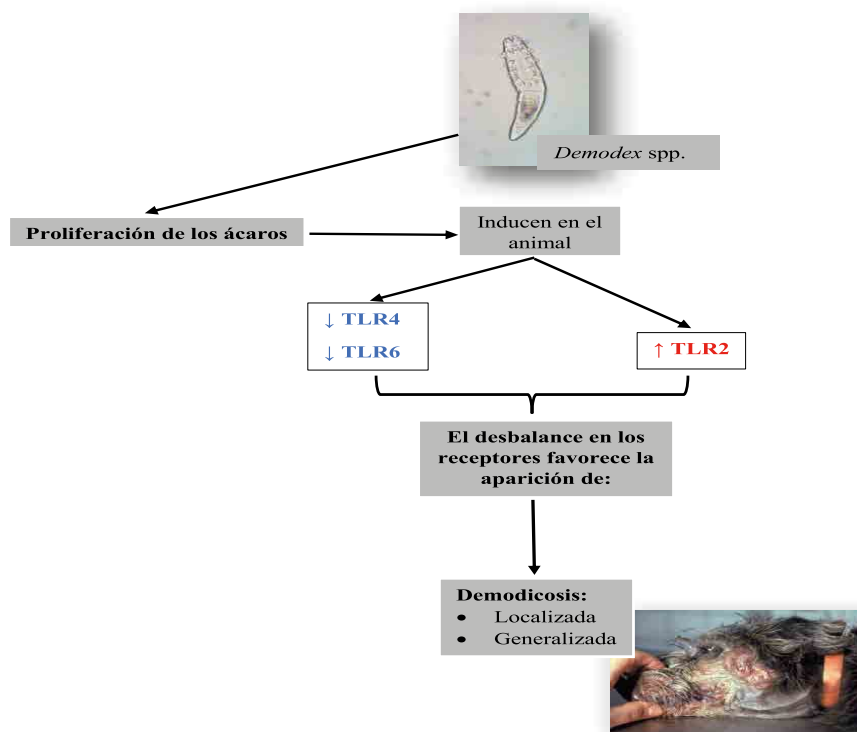 Demodex spp.
Proliferación de los ácaros
Inducen en el
animal
↓ TLR4
↓ TLR6
↑ TLR2
El desbalance en los
receptores favorece la
aparición de:
Demodicosis:
• Localizada
• Generalizada